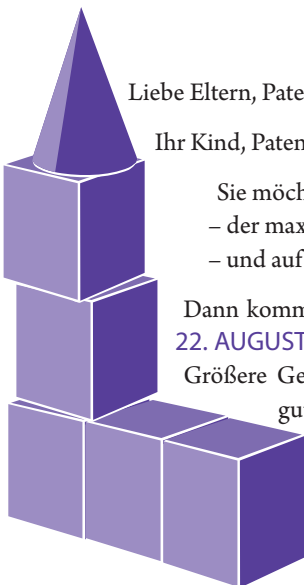 Liebe Eltern, Pate
Ihr Kind, Paten
Sie möch
– der max
– und auf
Dann komm
22. AUGUST
Größere Ge
gu